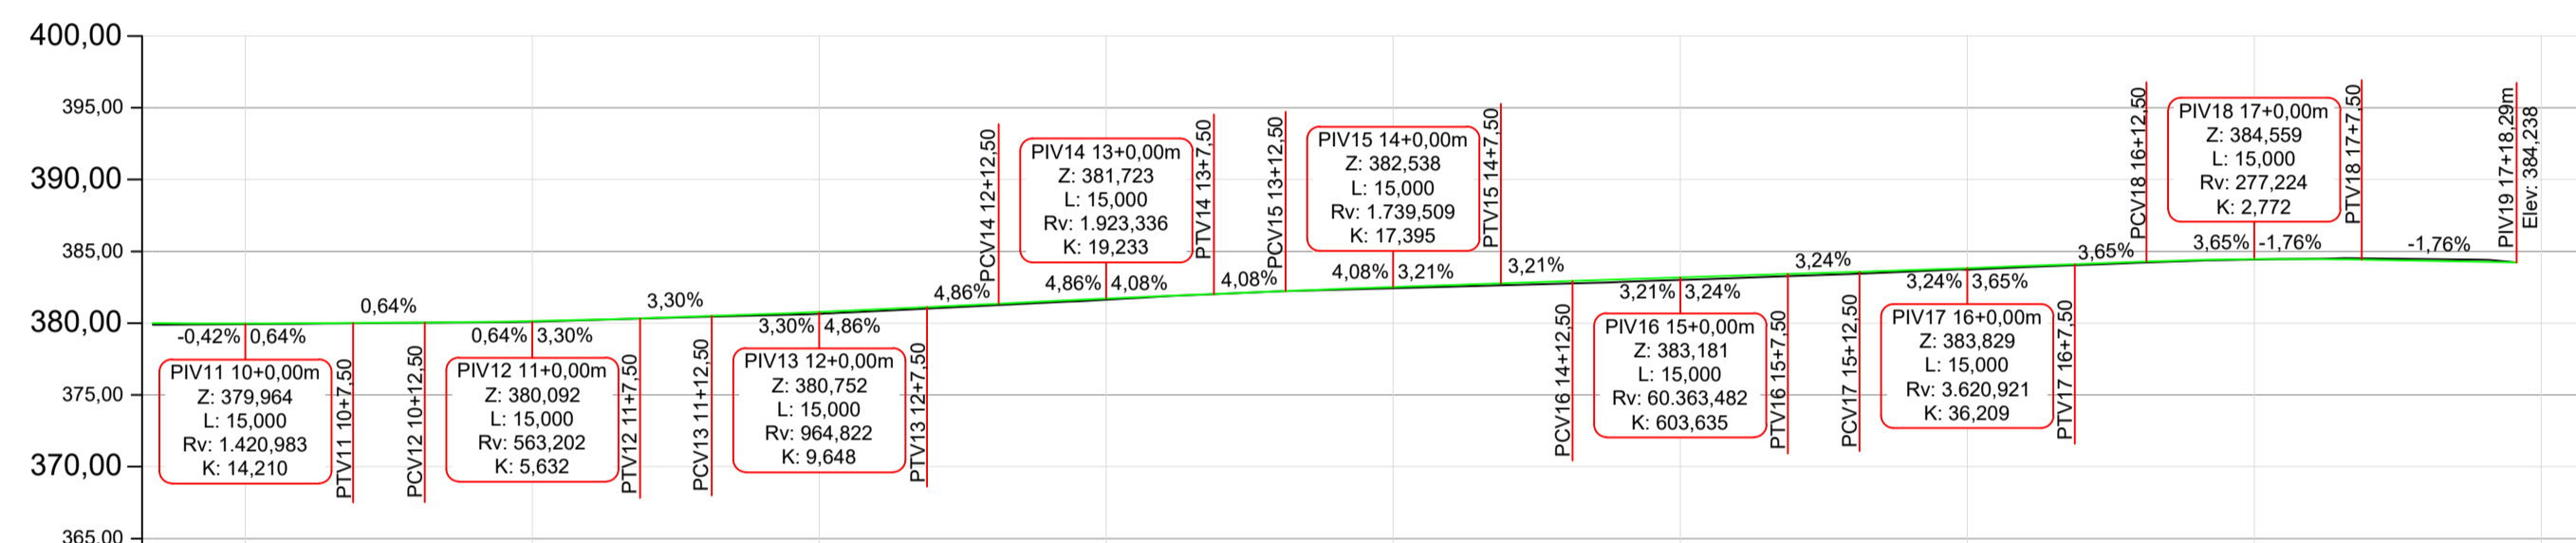 400,00
395,00
390,00
385,00
380,00
375,00
370,00
365,00
-0,42% 0,64%
PIV11 10+0,00m
Z: 379,964
L: 15,000
Rv: 1.420,983
K: 14,210
PTV11 10+7,50
0,64%
PCV12 10+12,50
0,64% 3,30%
PIV12 11+0,00m
Z: 380,092
L: 15,000
Rv: 563,202
K: 5,632
PTV12 11+7,50
3,30%
PCV13 11+12,50
3,30% 4,86%
PIV13 12+0,00m
Z: 380,752
L: 15,000
Rv: 964,822
K: 9,648
PTV13 12+7,50
4,86%
PCV14 12+12,50
PIV14 13+0,00m
Z: 381,723
L: 15,000
Rv: 1.923,336
K: 19,233
4,86% 4,08%
PTV14 13+7,50
4,08%
PCV15 13+12,50
PIV15 14+0,00m
Z: 382,538
L: 15,000
Rv: 1.739,509
K: 17,395
4,08% 3,21%
PTV15 14+7,50
3,21%
PCV16 14+12,50
3,21% 3,24%
PIV16 15+0,00m
Z: 383,181
L: 15,000
Rv: 60.363,482
K: 603,635
PTV16 15+7,50
3,24%
PCV17 15+12,50
3,24% 3,65%
PIV17 16+0,00m
Z: 383,829
L: 15,000
Rv: 3.620,921
K: 36,209
PTV17 16+7,50
3,65%
PCV18 16+12,50
PIV18 17+0,00m
Z: 384,559
L: 15,000
Rv: 277,224
K: 2,772
3,65% -1,76%
PTV18 17+7,50
-1,76%
PIV19 17+18,29m
Elev: 384,238